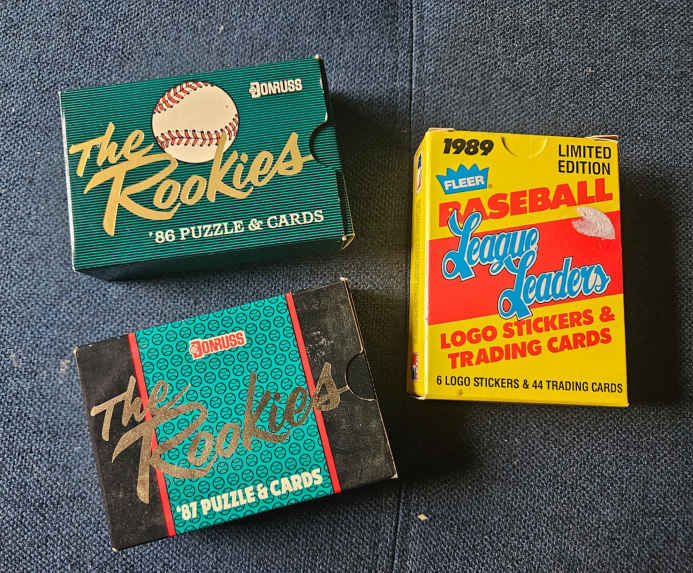 DONRUSS
The
Rookies
'86 PUZZLE & CARDS
DONRUSS
The
Rookies
'87 PUZZLE & CARDS
1989
LIMITED
EDITION
FLEER
BASEBALL
League
Leaders
LOGO STICKERS &
TRADING CARDS
6 LOGO STICKERS & 44 TRADING CARDS